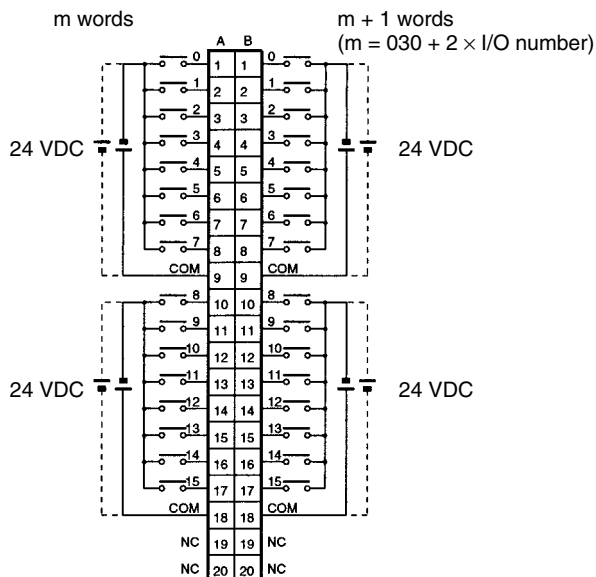 m words
m + 1 words
(m = 030 + 2 × I/O number)
A B
0 1 1 0
1 2 2 1
2 3 3 2
24 VDC 3 4 4 3 24 VDC
4 5 5 4
5 6 6 5
6 7 7 6
7 8 8 7
COM 9 9 COM
8 10 10 8
9 11 11 9
10 12 12 10
24 VDC 11 13 13 11 24 VDC
12 14 14 12
13 15 15 13
14 16 16 14
15 17 17 15
COM 18 18 COM
NC 19 19 NC
NC 20 20 NC